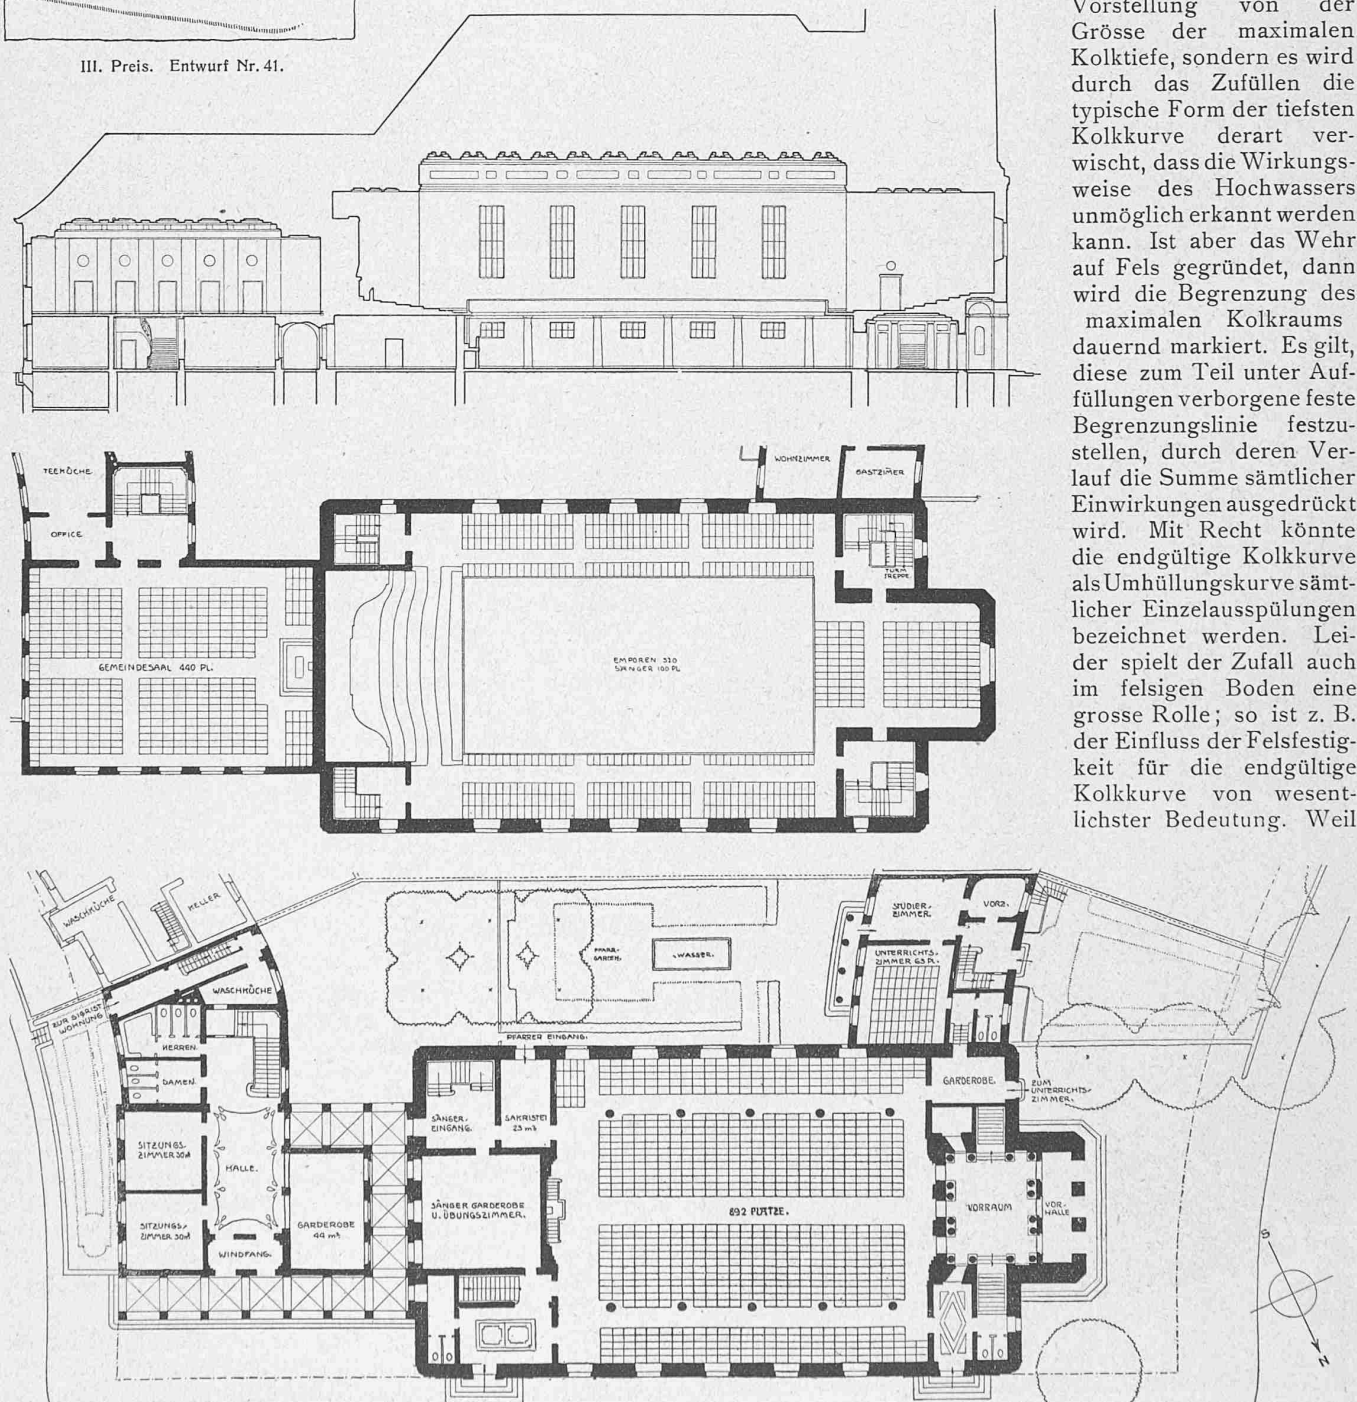 III. Preis. Entwurf Nr. 41.
Vorstellung von der
Grösse der maximalen
Kolktiefe, sondern es wird
durch das Zufüllen die
typische Form der tiefsten
Kolkkurve derart ver-
wischt, dass die Wirkungs-
weise des Hochwassers
unmöglich erkannt werden
kann. Ist aber das Wehr
auf Fels gegründet, dann
wird die Begrenzung des
maximalen Kolkraums
dauernd markiert. Es gilt,
diese zum Teil unter Auf-
füllungen verborgene feste
Begrenzungslinie festzu-
stellen, durch deren Ver-
lauf die Summe sämtlicher
Einwirkungen ausgedrückt
wird. Mit Recht könnte
die endgültige Kolkkurve
als Umhüllungskurve sämt-
licher Einzelausspülungen
bezeichnet werden. Lei-
der spielt der Zufall auch
im felsigen Boden eine
grosse Rolle; so ist z. B.
der Einfluss der Felsfestig-
keit für die endgültige
Kolkkurve von wesent-
lichster Bedeutung. Weil
TEEKÜCHE
OFFICE
WOHNZIMMER
GASTZIMER
TURM
TREPPE
GEMEINDESAAL 440 PL.
EMPOREN 320
SÄNGER 100 PL
WASCHKÜCHE
KELLER
WASCHKÜCHE
ZUR SIGRIST
WOHNUNG
HERREN.
DAMEN.
SITZUNGS-
ZIMMER 30M
SITZUNGS-
ZIMMER 30M
HALLE.
WINDFANG.
GARDEROBE
44 m²
PFARR-
GARTEN.
WASSER.
PFARRER EINGANG.
STUDIER-
ZIMMER.
VORZ.
UNTERRICHTS-
ZIMMER 65 PL.
SÄNGER-
EINGANG.
SAKRISTEI
25 m²
GARDEROBE.
ZUM
UNTERRICHTS-
ZIMMER.
SÄNGER GARDEROBE
U. ÜBUNGSZIMMER.
892 PLÄTZE.
VORRAUM
VOR-
HALLE
S
N